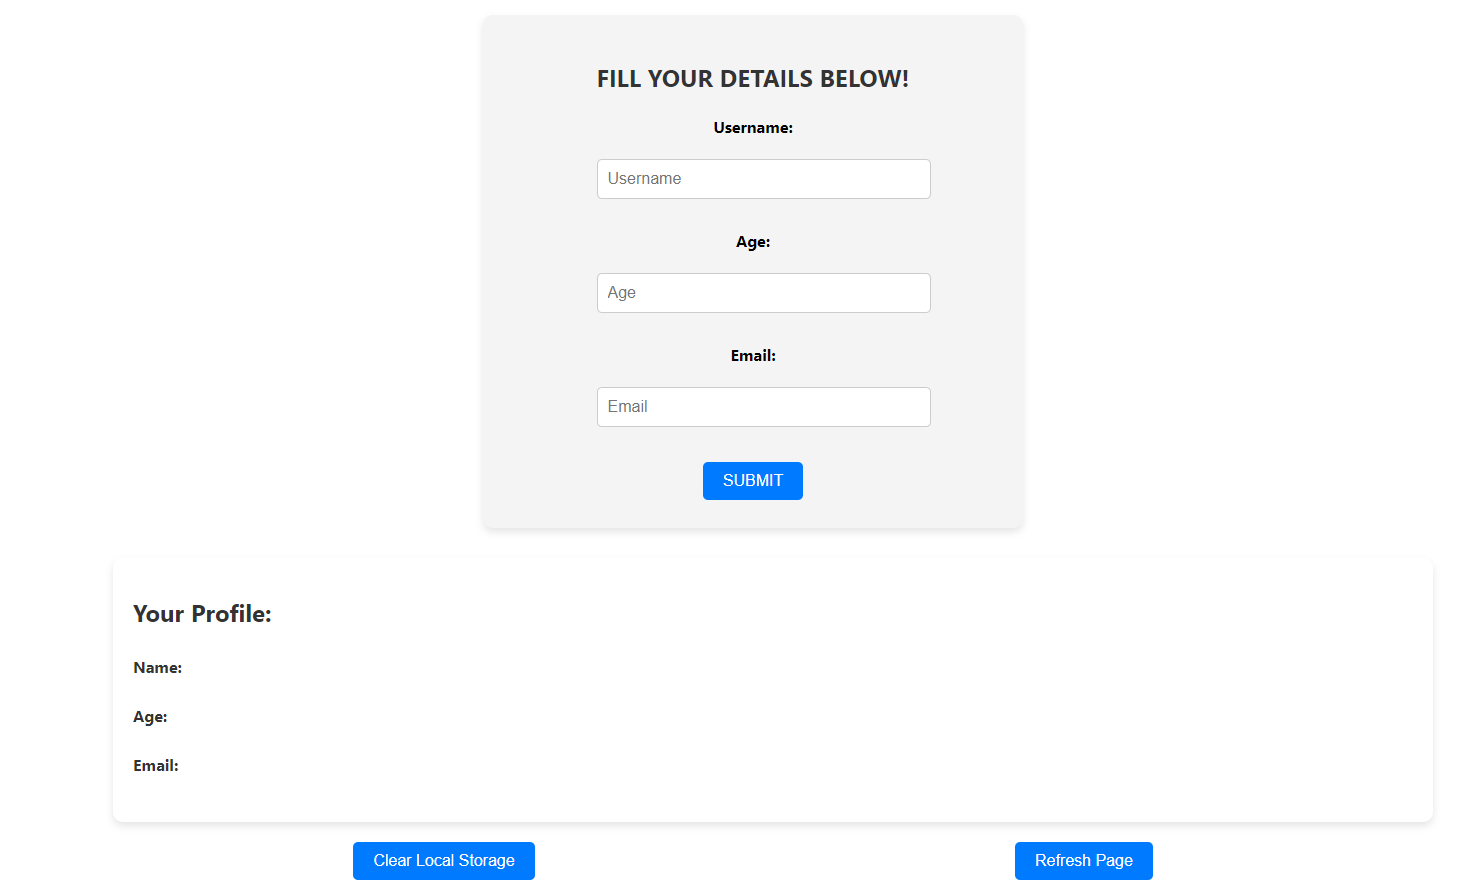 FILL YOUR DETAILS BELOW!
Username:
Username
Age:
Age
Email:
Email
SUBMIT
Your Profile:
Name:
Age:
Email:
Clear Local Storage
Refresh Page